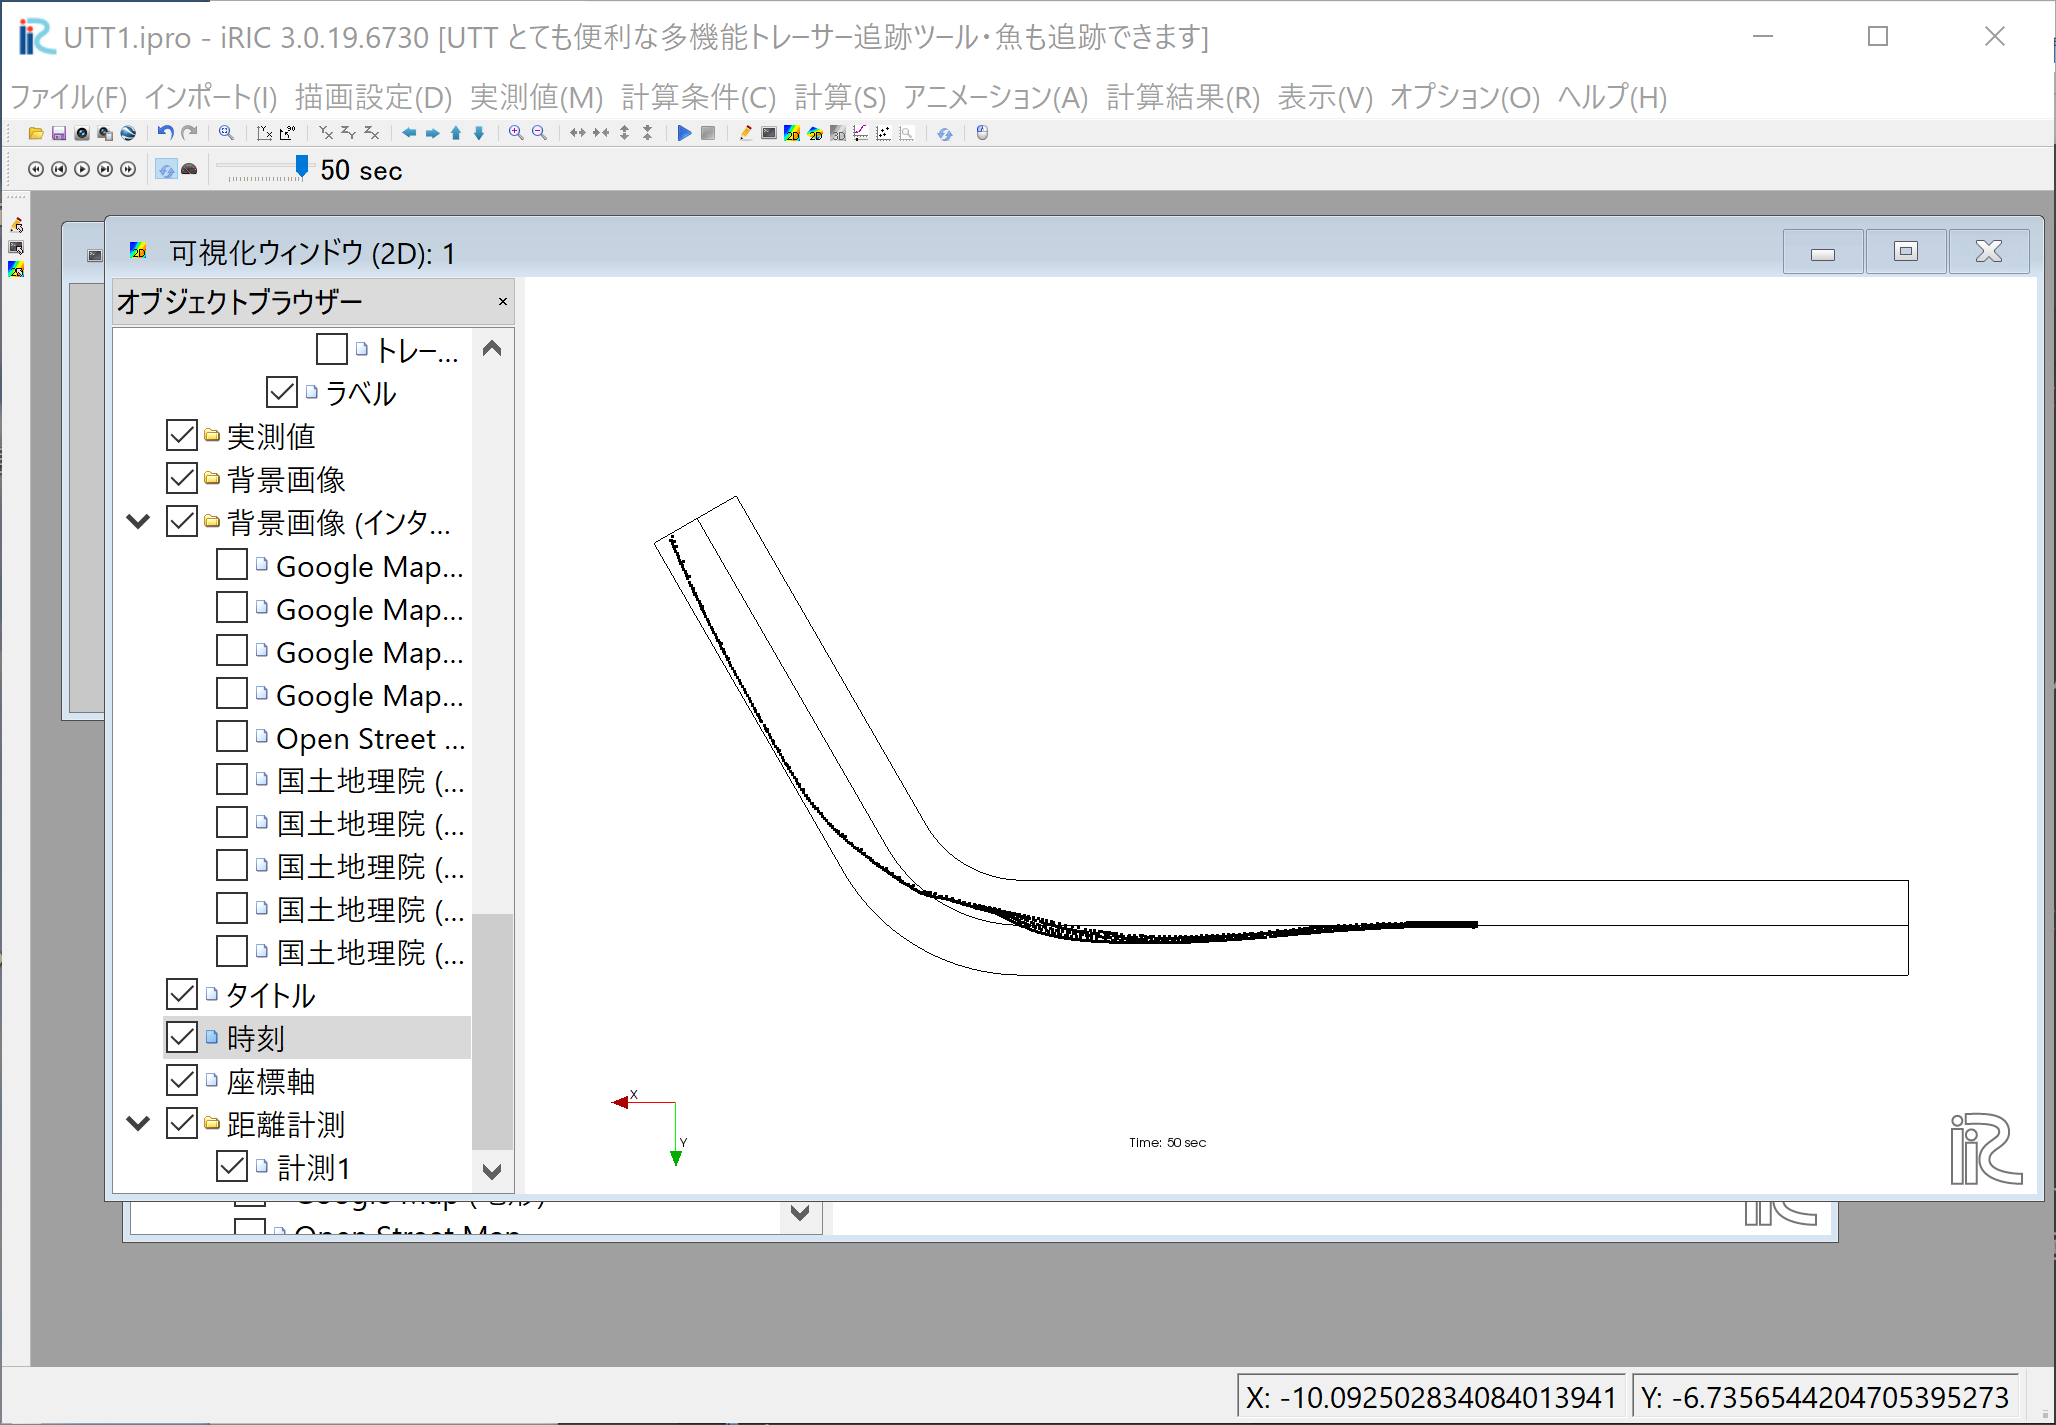 UTT1.ipro - iRIC 3.0.19.6730 [UTT とても便利な多機能トレーサー追跡ツール・魚も追跡できます]
ファイル(F) インポート(I) 描画設定(D) 実測値(M) 計算条件(C) 計算(S) アニメーション(A) 計算結果(R) 表示(V) オプション(O) ヘルプ(H)
50 sec
可視化ウィンドウ (2D): 1
オブジェクトブラウザー
トレー...
ラベル
実測値
背景画像
背景画像 (インタ...
Google Map...
Google Map...
Google Map...
Google Map...
Open Street ...
国土地理院 (...
国土地理院 (...
国土地理院 (...
国土地理院 (...
国土地理院 (...
タイトル
時刻
座標軸
距離計測
計測1
X
Y
Time: 50 sec
iRIC
Open Street Map
X: -10.092502834084013941
Y: -6.7356544204705395273